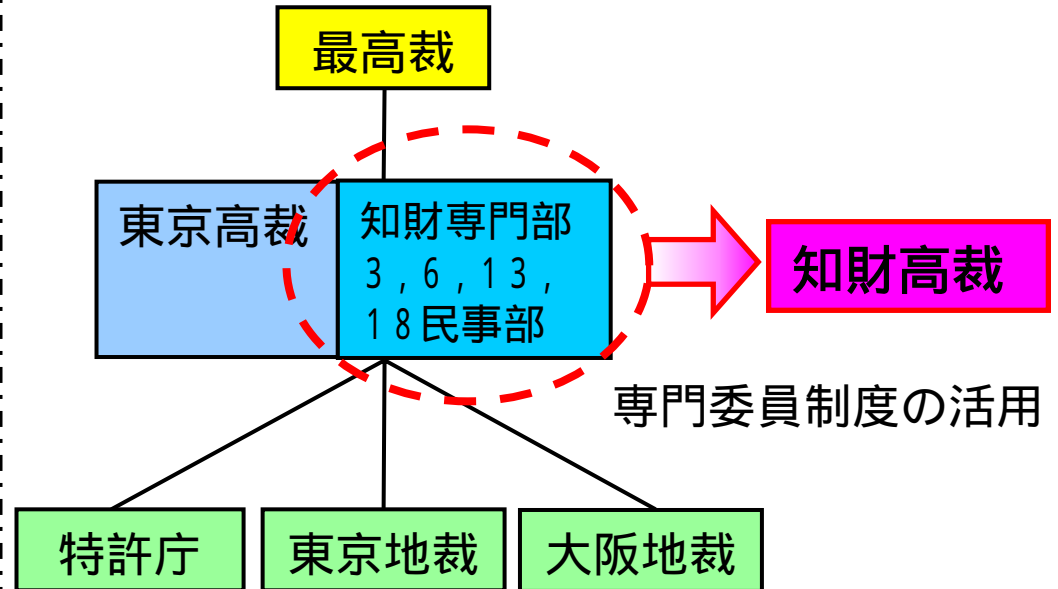 最高裁
東京高裁
知財専門部
３，６，１３，
１８民事部
知財高裁
専門委員制度の活用
特許庁
東京地裁
大阪地裁